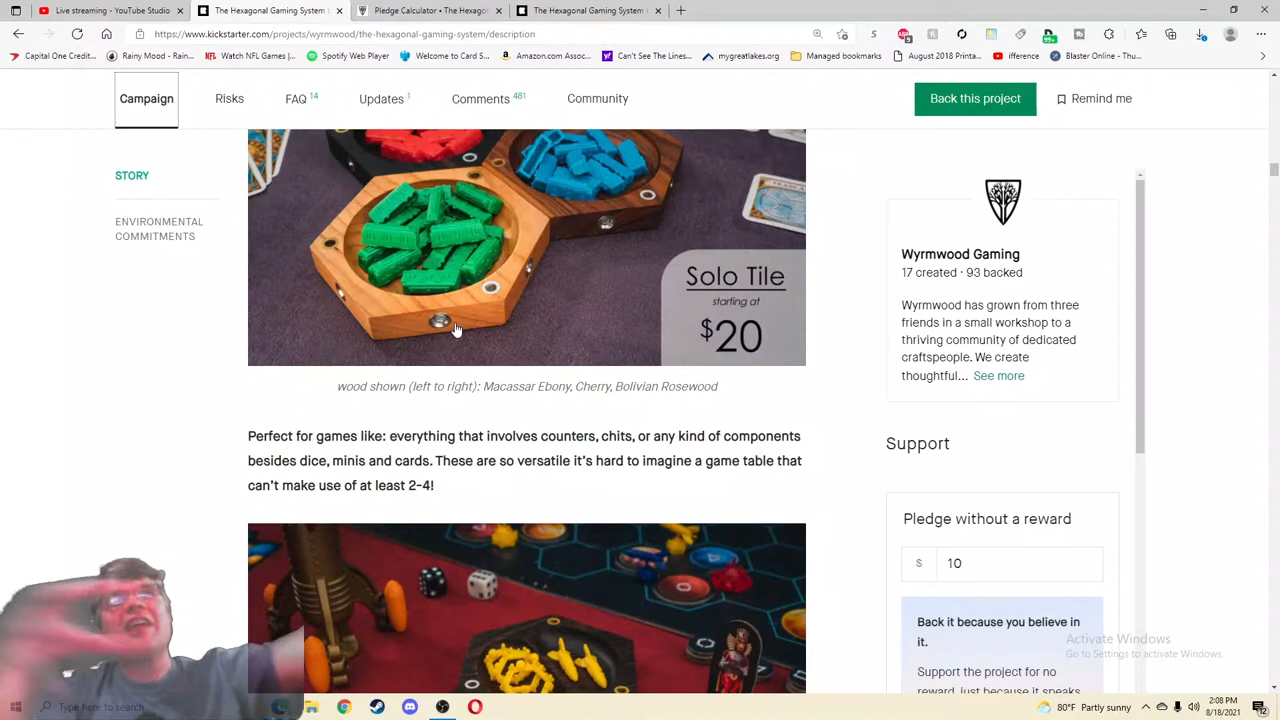 Live streaming - YouTube Studio
The Hexagonal Gaming System
Pledge Calculator • The Hexagon
The Hexagonal Gaming System
https://www.kickstarter.com/projects/wyrmwood/the-hexagonal-gaming-system/description
99+
Capital One Credit...
Rainy Mood - Rain...
Watch NFL Games |...
Spotify Web Player
Welcome to Card S...
Amazon.com Assoc...
Can't See The Lines...
mygreatlakes.org
Managed bookmarks
August 2018 Printa...
ifference
Blaster Online - Thu...
Campaign
Risks
FAQ 14
Updates 1
Comments 481
Community
Back this project
Remind me
STORY
ENVIRONMENTAL
COMMITMENTS
Solo Tile
starting at
$20
wood shown (left to right): Macassar Ebony, Cherry, Bolivian Rosewood
Perfect for games like: everything that involves counters, chits, or any kind of components
besides dice, minis and cards. These are so versatile it's hard to imagine a game table that
can't make use of at least 2-4!
Wyrmwood Gaming
17 created · 93 backed
Wyrmwood has grown from three
friends in a small workshop to a
thriving community of dedicated
craftspeople. We create
thoughtful... See more
Support
Pledge without a reward
$ 10
Back it because you believe in
it.
Support the project for no
reward, just because it speaks
Activate Windows
Go to Settings to activate Windows.
Type here to search
80°F Partly sunny
2:08 PM
8/18/2021